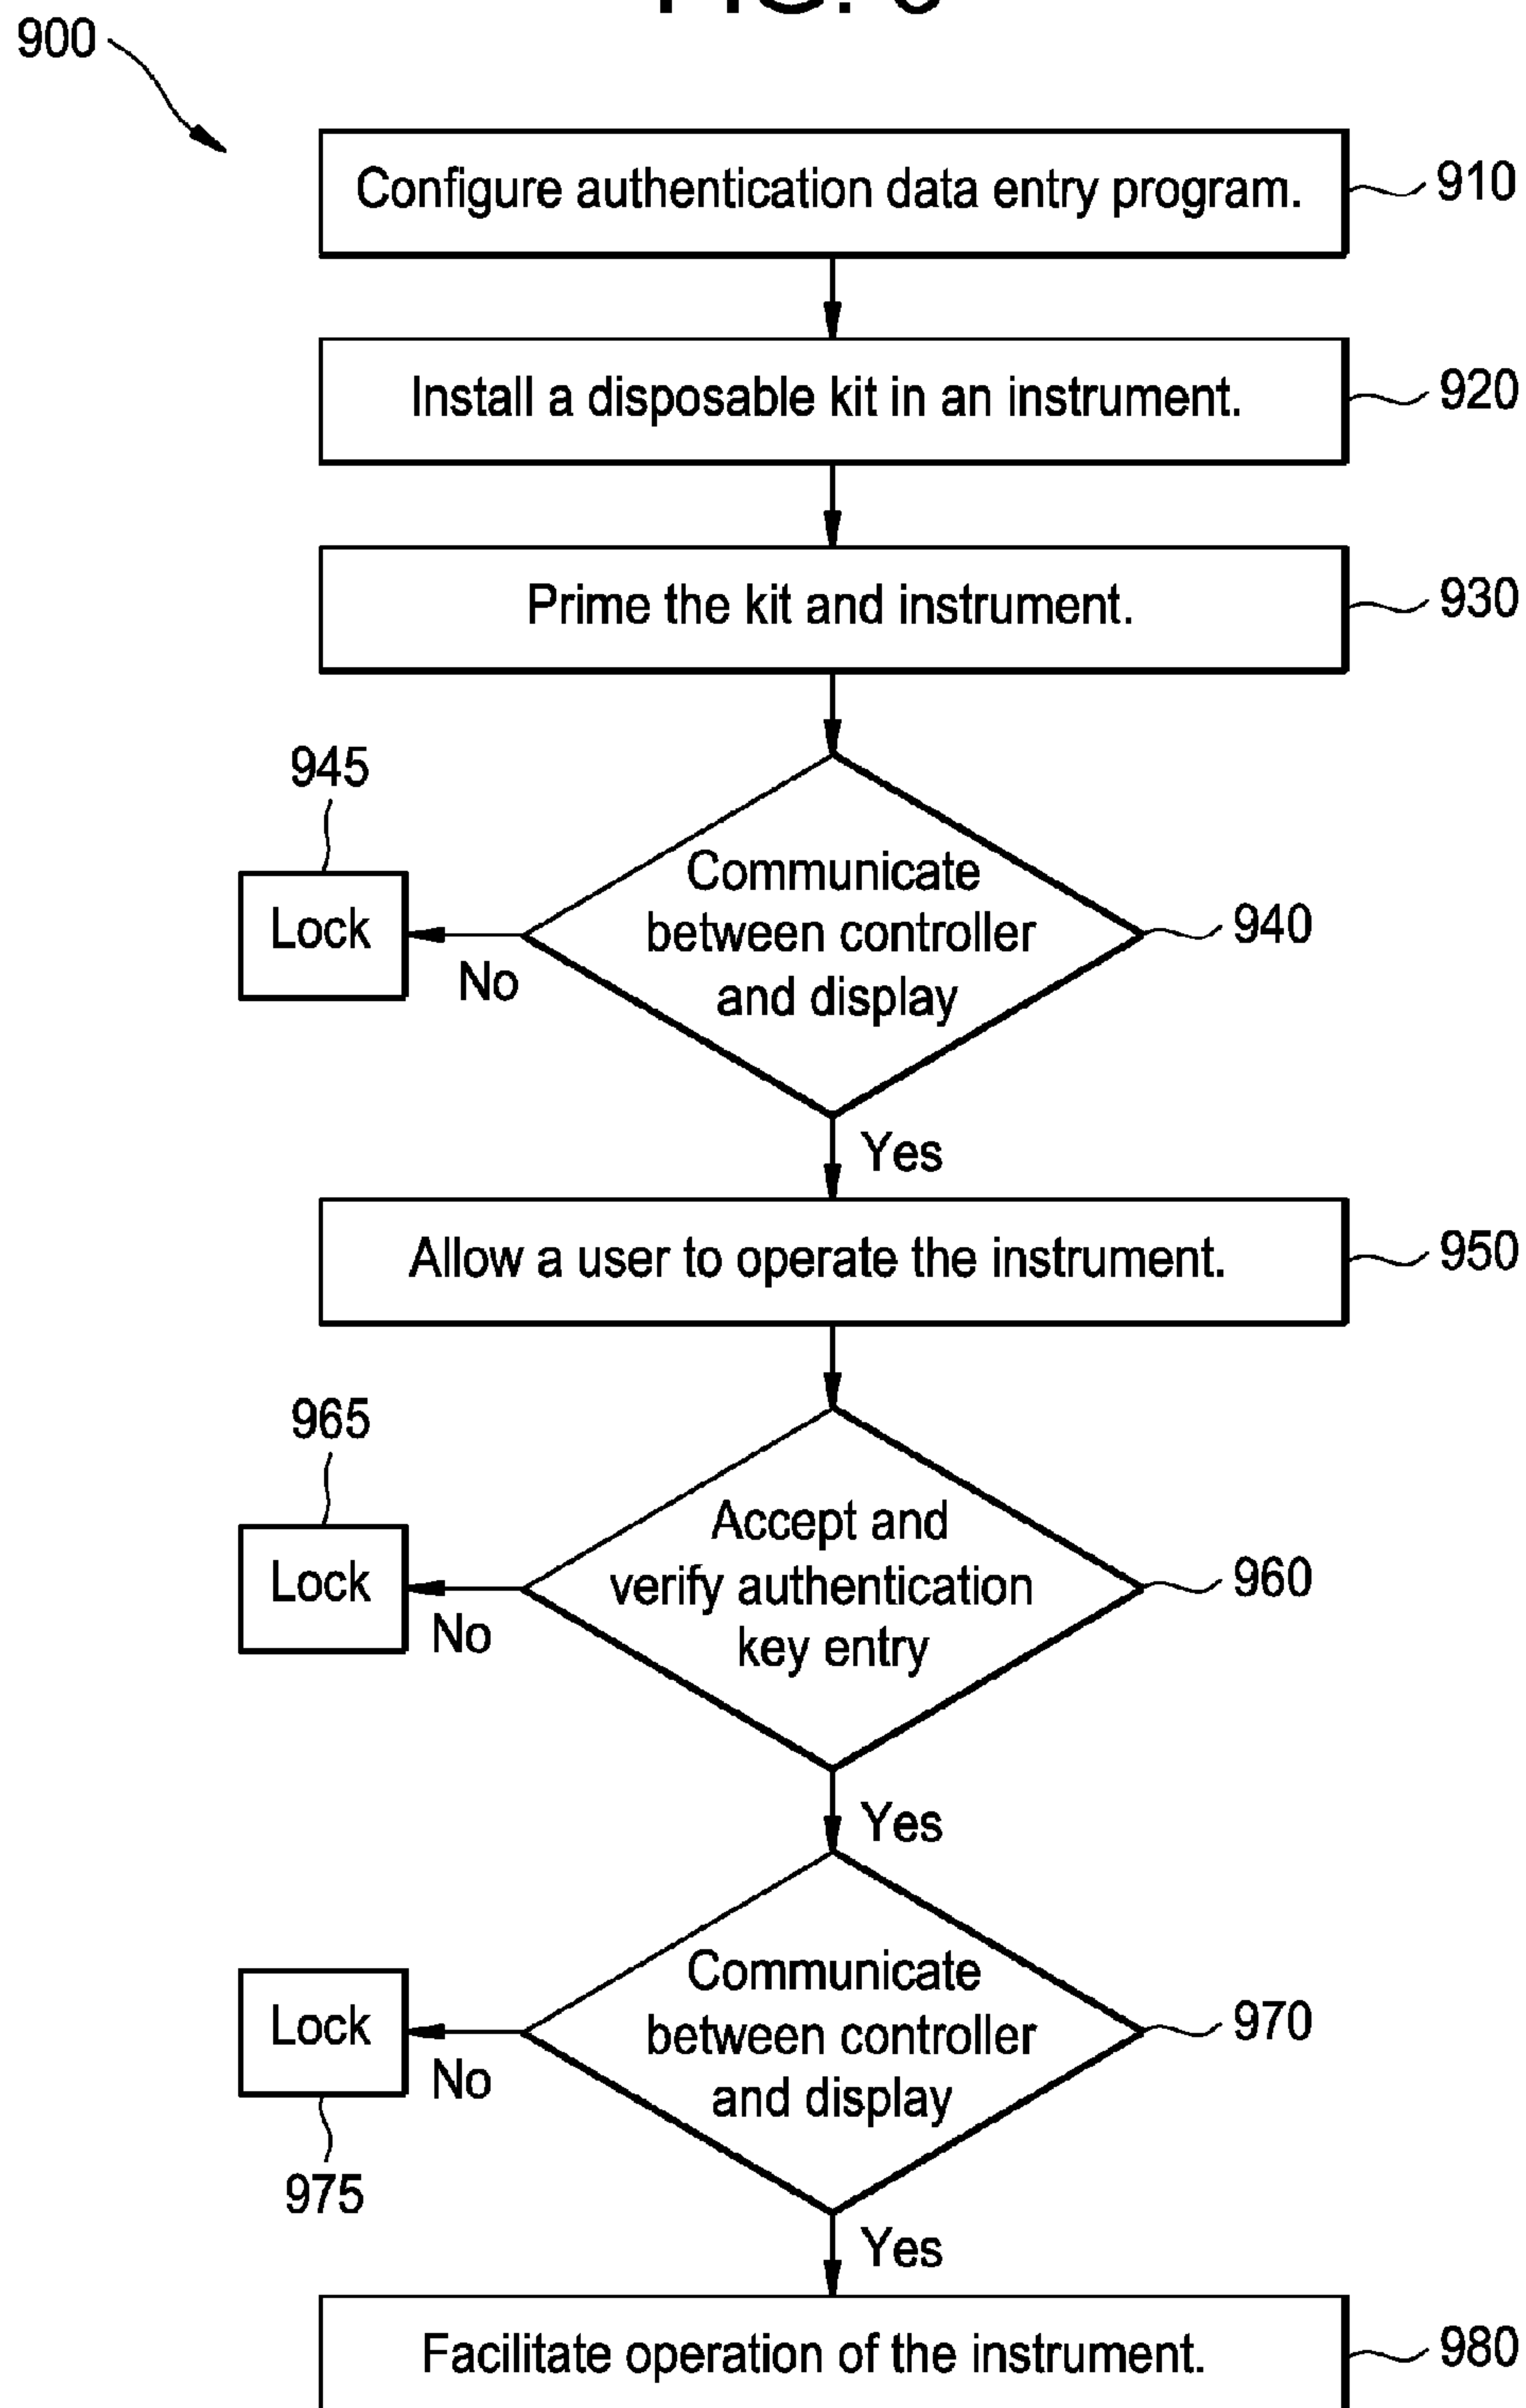 900
Configure authentication data entry program.
910
Install a disposable kit in an instrument.
920
Prime the kit and instrument.
930
945
Communicate
between controller
and display
940
Lock
No
Yes
Allow a user to operate the instrument.
950
965
Accept and
verify authentication
key entry
960
Lock
No
Yes
Communicate
between controller
and display
970
Lock
No
975
Yes
Facilitate operation of the instrument.
980